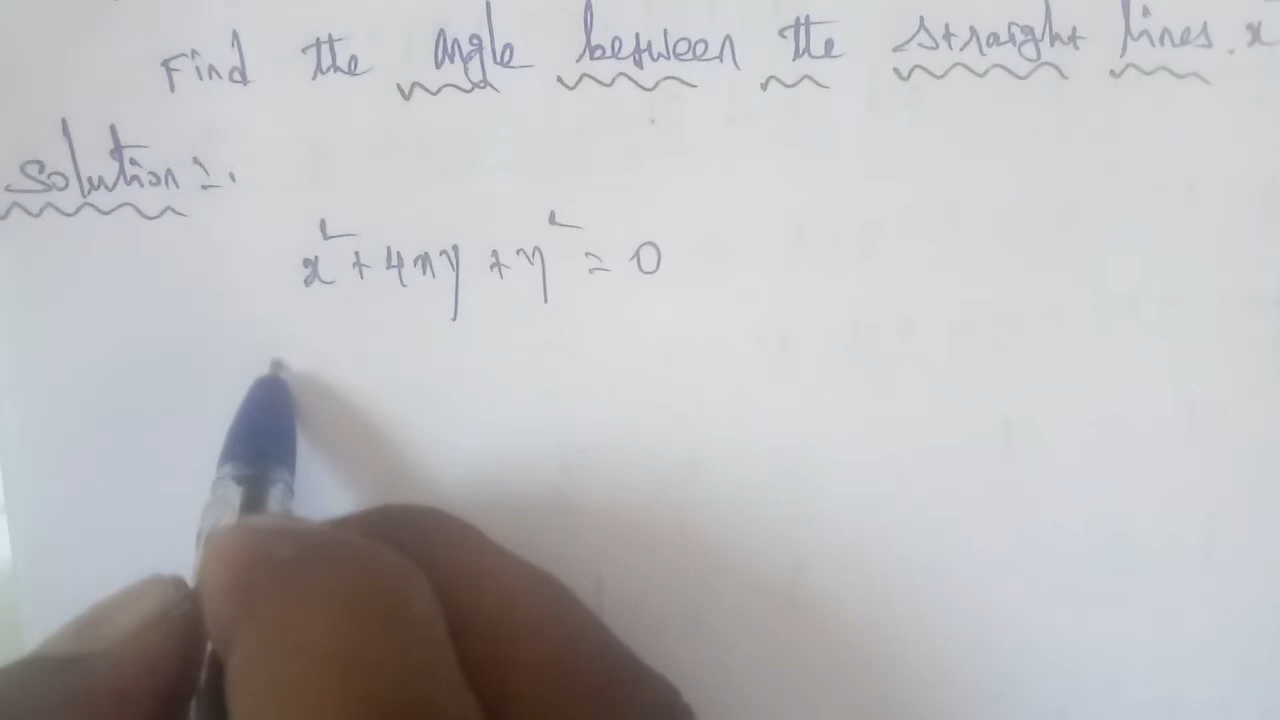 Find the angle between the straight lines. x
Solution :-
x² + 4xy + y² = 0